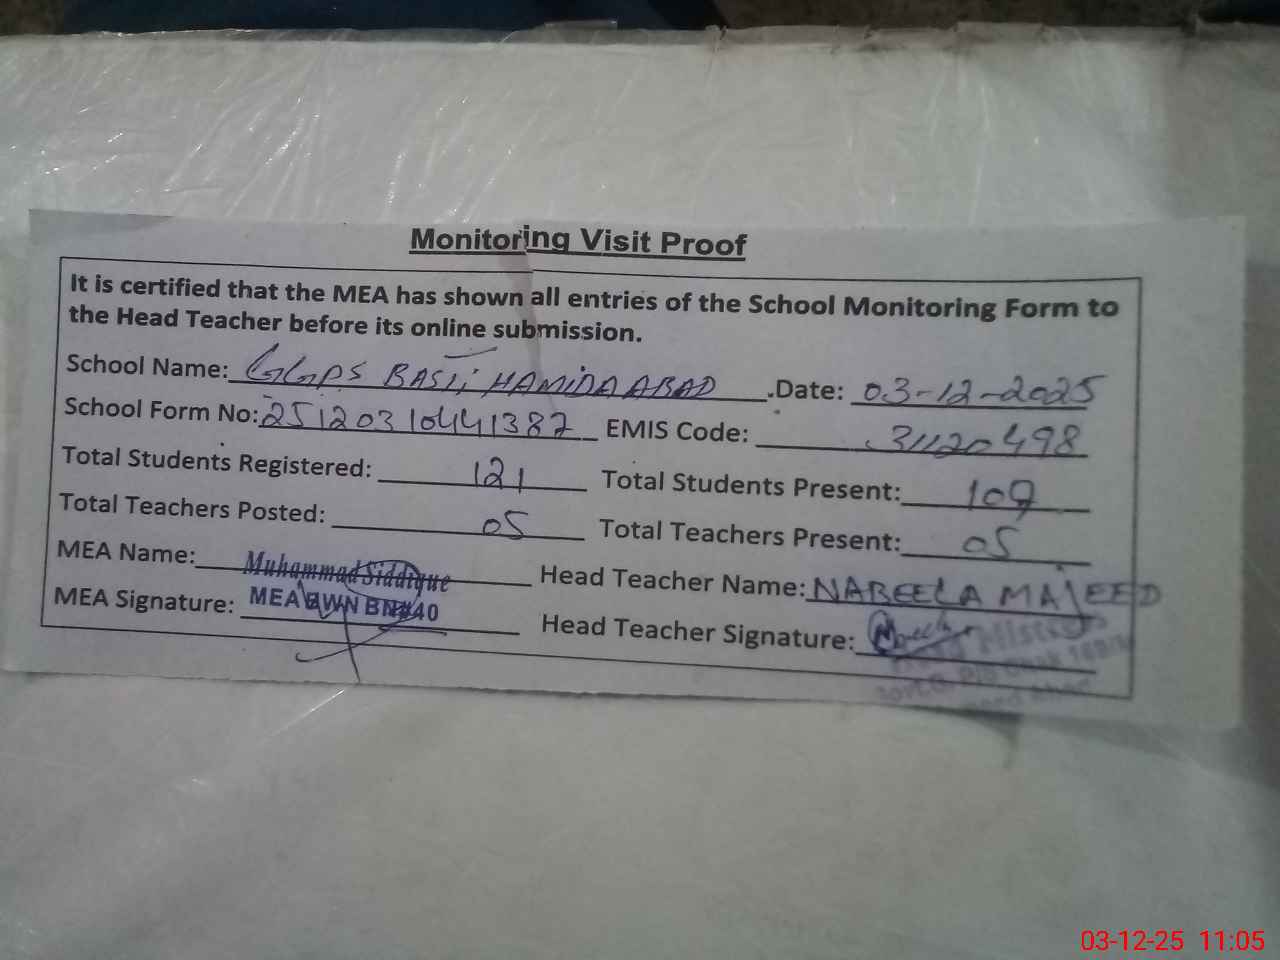 Monitoring Visit Proof
It is certified that the MEA has shown all entries of the School Monitoring Form to
the Head Teacher before its online submission.
School Name: GGPS BASTI HAMIDAABAD .Date: 03-12-2025
School Form No: 25120310441387 EMIS Code: 31120498
Total Students Registered: 121 Total Students Present: 107
Total Teachers Posted: 05 Total Teachers Present: 05
MEA Name: Muhammad Siddique Head Teacher Name: NABEELA MAJEED
MEA Signature: MEA BWN BN#40 Head Teacher Signature:
Head Mistress
03-12-25 11:05